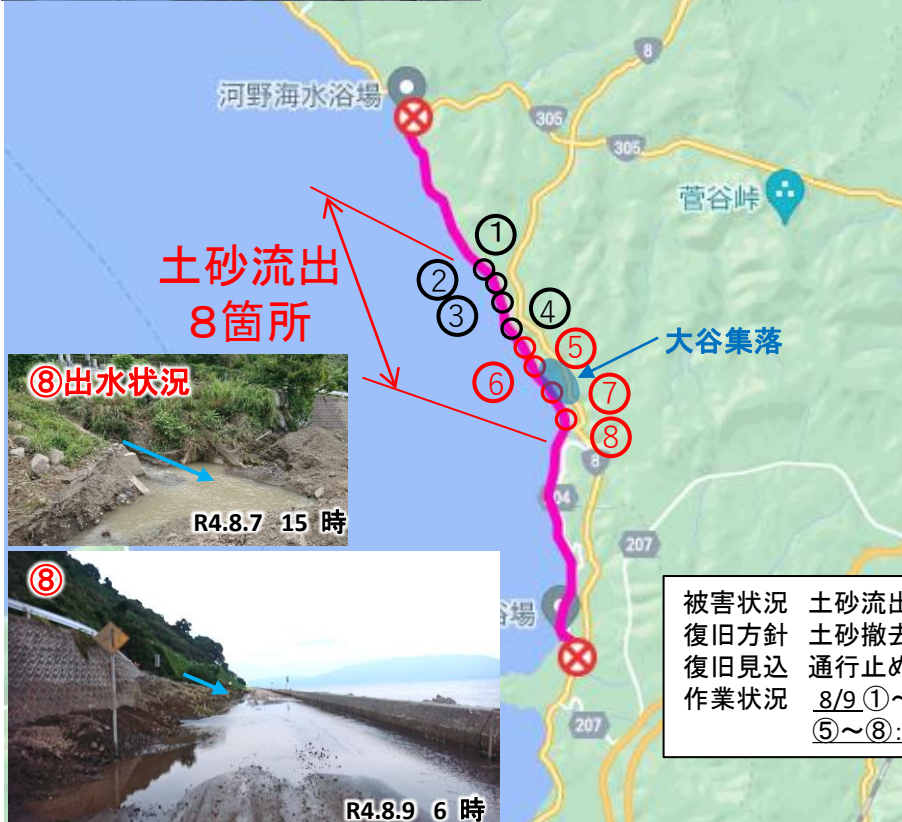 8
河野海水浴場
305
305
菅谷峠
①
土砂流出
②
8箇所
③
④
大谷集落
⑤
⑥
⑦
⑧
⑧出水状況
R4.8.7 15 時
8
04
207
場
207
⑧
R4.8.9 6 時
被害状況 土砂流出
復旧方針 土砂撤去
復旧見込 通行止め
作業状況 8/9 ①～
⑤～⑧: